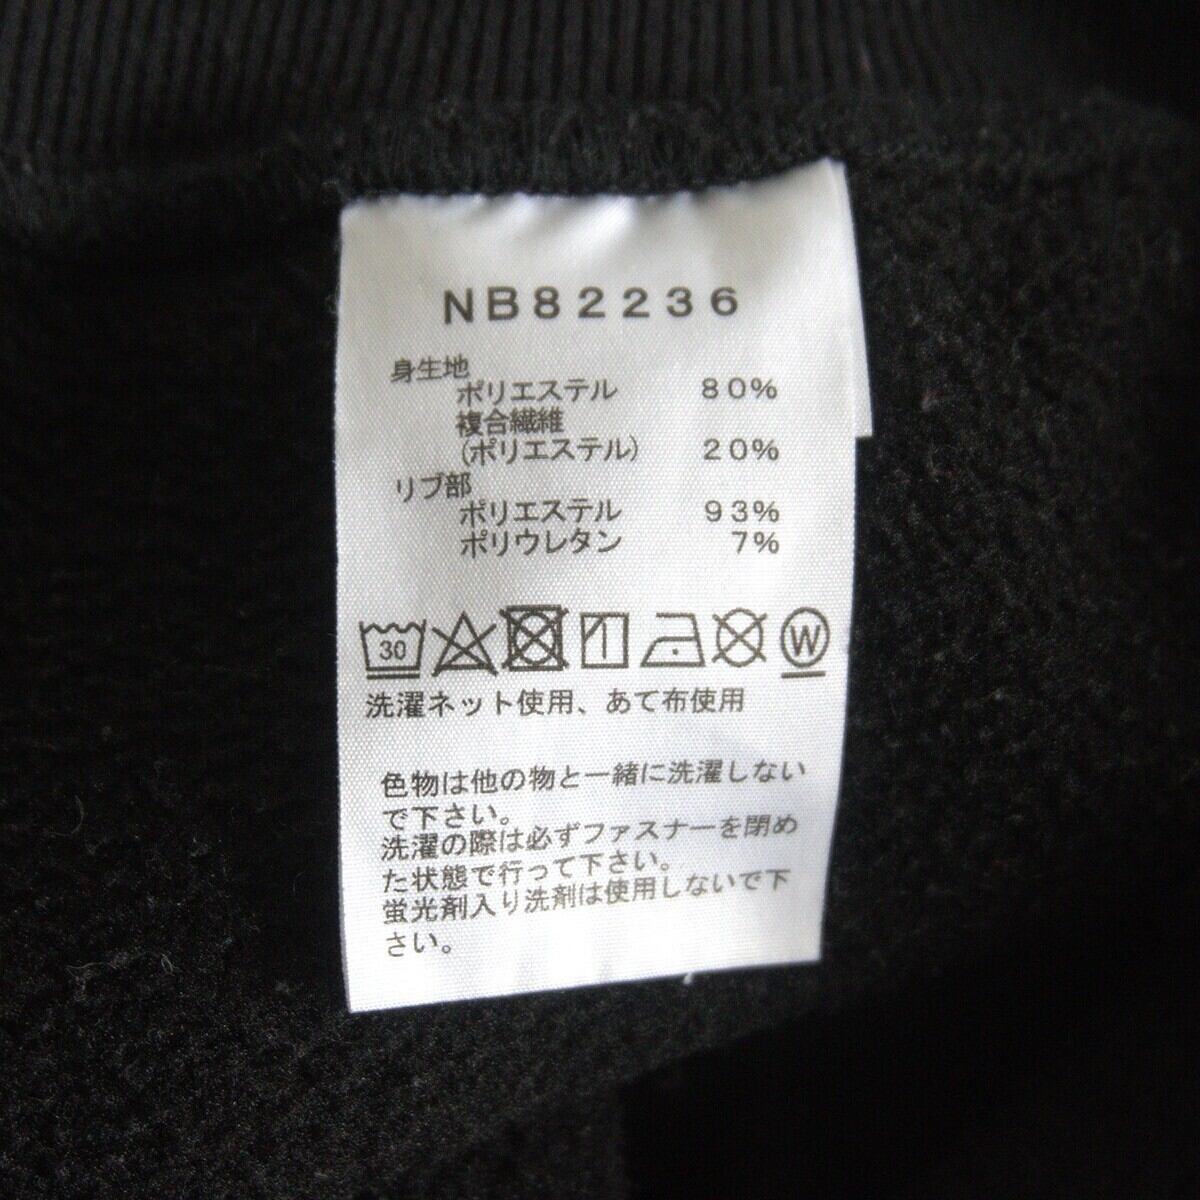 NB82236
身生地
ポリエステル 80%
複合繊維
(ポリエステル) 20%
リブ部
ポリエステル 93%
ポリウレタン 7%
30 W
洗濯ネット使用、あて布使用
色物は他の物と一緒に洗濯しない
で下さい。
洗濯の際は必ずファスナーを閉め
た状態で行って下さい。
蛍光剤入り洗剤は使用しないで下
さい。